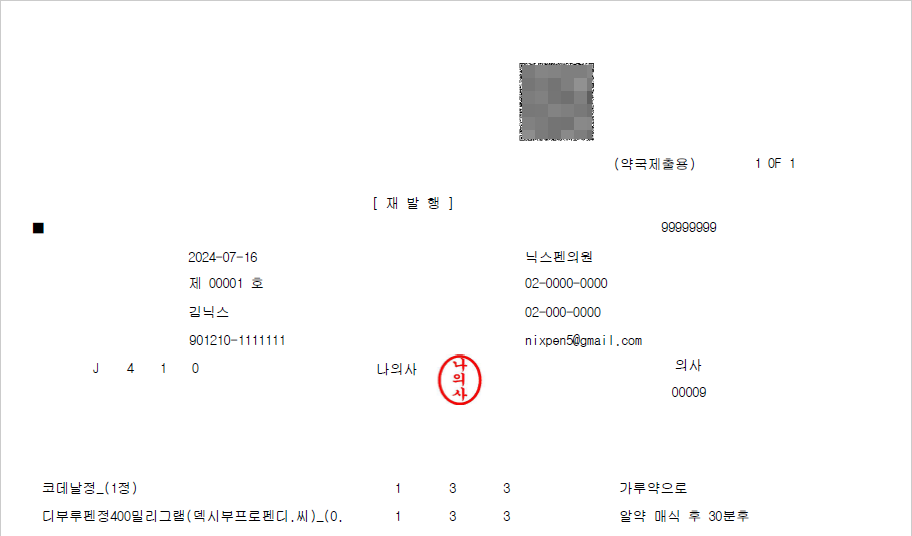 (약국제출용) 1 OF 1
[ 재 발 행 ]
■ 99999999
2024-07-16 닉스펜의원
제 00001 호 02-0000-0000
김닉스 02-000-0000
901210-1111111 nixpen5@gmail.com
J 4 1 0 나의사 나의사 의사
00009
코데날정_(1정) 1 3 3 가루약으로
디부루펜정400밀리그램(덱시부프로펜디.씨)_(0. 1 3 3 알약 매식 후 30분후